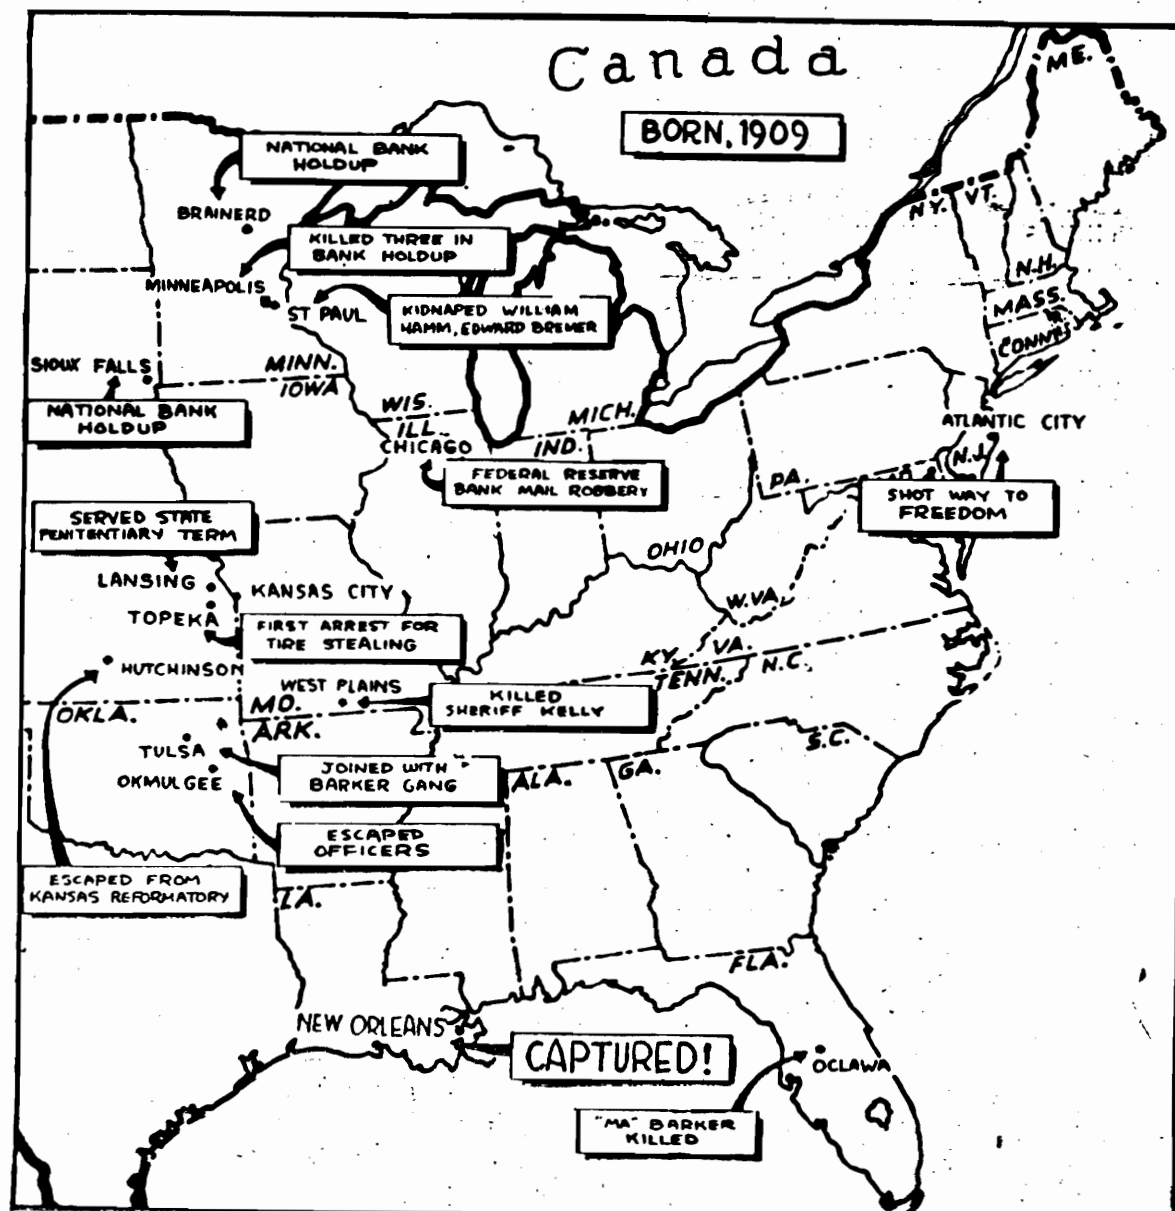 Canada
BORN, 1909
ME.
NATIONAL BANK
HOLDUP
BRAINERD
N.Y.
VT.
KILLED THREE IN
BANK HOLDUP
N.H.
MINNEAPOLIS
MASS.
ST PAUL
KIDNAPED WILLIAM
HAMM, EDWARD BREMER
CONN.
SIOUX FALLS
MINN.
IOWA
NATIONAL BANK
HOLDUP
WIS.
ILL.
MICH.
IND.
CHICAGO
ATLANTIC CITY
N.J.
FEDERAL RESERVE
BANK MAIL ROBBERY
PA.
SHOT WAY TO
FREEDOM
SERVED STATE
PENITENTIARY TERM
OHIO
LANSING
KANSAS CITY
W.VA.
TOPEKA
FIRST ARREST FOR
TIRE STEALING
HUTCHINSON
KY.
VA.
TENN.
N.C.
WEST PLAINS
KILLED
SHERIFF KELLY
OKLA.
MO.
ARK.
S.C.
TULSA
JOINED WITH
BARKER GANG
ALA.
GA.
OKMULGEE
ESCAPED
OFFICERS
ESCAPED FROM
KANSAS REFORMATORY
LA.
FLA.
NEW ORLEANS
CAPTURED!
OCLAWA
"MA" BARKER
KILLED